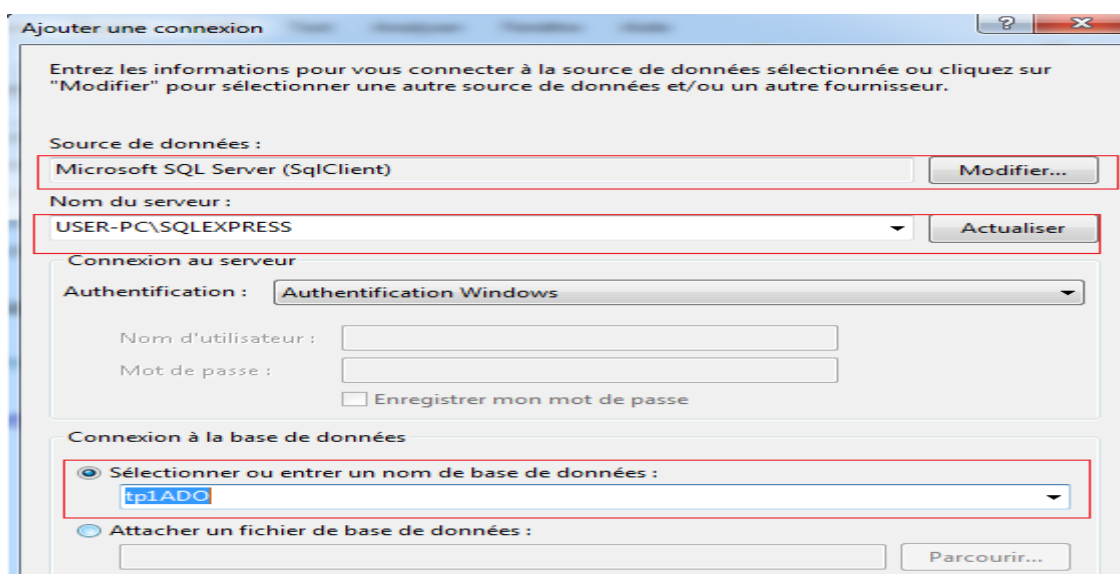 Ajouter une connexion
Entrez les informations pour vous connecter à la source de données sélectionnée ou cliquez sur
"Modifier" pour sélectionner une autre source de données et/ou un autre fournisseur.
Source de données :
Microsoft SQL Server (SqlClient) Modifier...
Nom du serveur :
USER-PC\SQLEXPRESS Actualiser
Connexion au serveur
Authentification : Authentification Windows
Nom d'utilisateur :
Mot de passe :
Enregistrer mon mot de passe
Connexion à la base de données
Sélectionner ou entrer un nom de base de données :
tp1ADO
Attacher un fichier de base de données :
Parcourir...